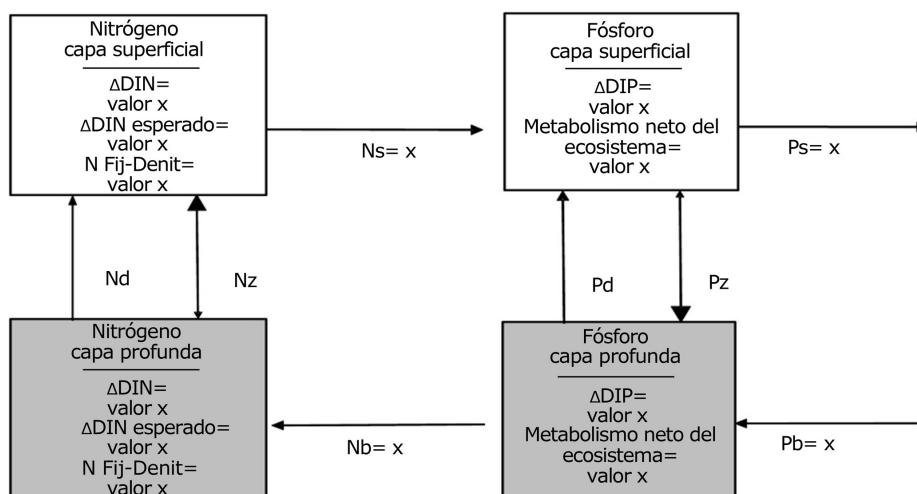 Nitrógeno
capa superficial
ΔDIN=
valor x
ΔDIN esperado=
valor x
N Fij-Denit=
valor x
Ns= x
Fósforo
capa superficial
ΔDIP=
valor x
Metabolismo neto del
ecosistema=
valor x
Ps= x
Nd
Nz
Pd
Pz
Nitrógeno
capa profunda
ΔDIN=
valor x
ΔDIN esperado=
valor x
N Fij-Denit=
valor x
Nb= x
Fósforo
capa profunda
ΔDIP=
valor x
Metabolismo neto del
ecosistema=
valor x
Pb= x